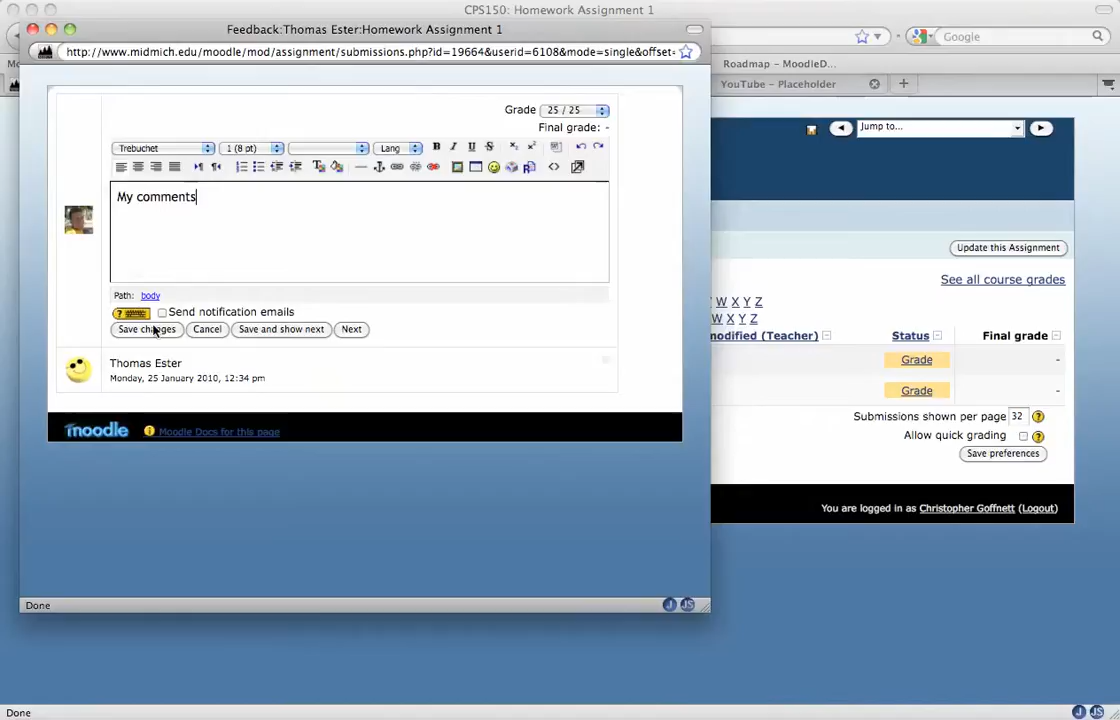 CPS150: Homework Assignment 1
Feedback:Thomas Ester:Homework Assignment 1
http://www.midmich.edu/moodle/mod/assignment/submissions.php?id=19664&userid=6108&mode=single&offset=
Google
Roadmap – MoodleD...
YouTube – Placeholder
Grade 25 / 25
Final grade: -
Trebuchet 1 (8 pt) Lang B I U S
My comments
Path: body
Send notification emails
Save changes Cancel Save and show next Next
Thomas Ester
Monday, 25 January 2010, 12:34 pm
moodle Moodle Docs for this page
Done
Jump to...
Update this Assignment
See all course grades
W X Y Z
W X Y Z
modified (Teacher) Status Final grade
Grade -
Grade -
Submissions shown per page 32
Allow quick grading
Save preferences
You are logged in as Christopher Goffnett (Logout)
Done